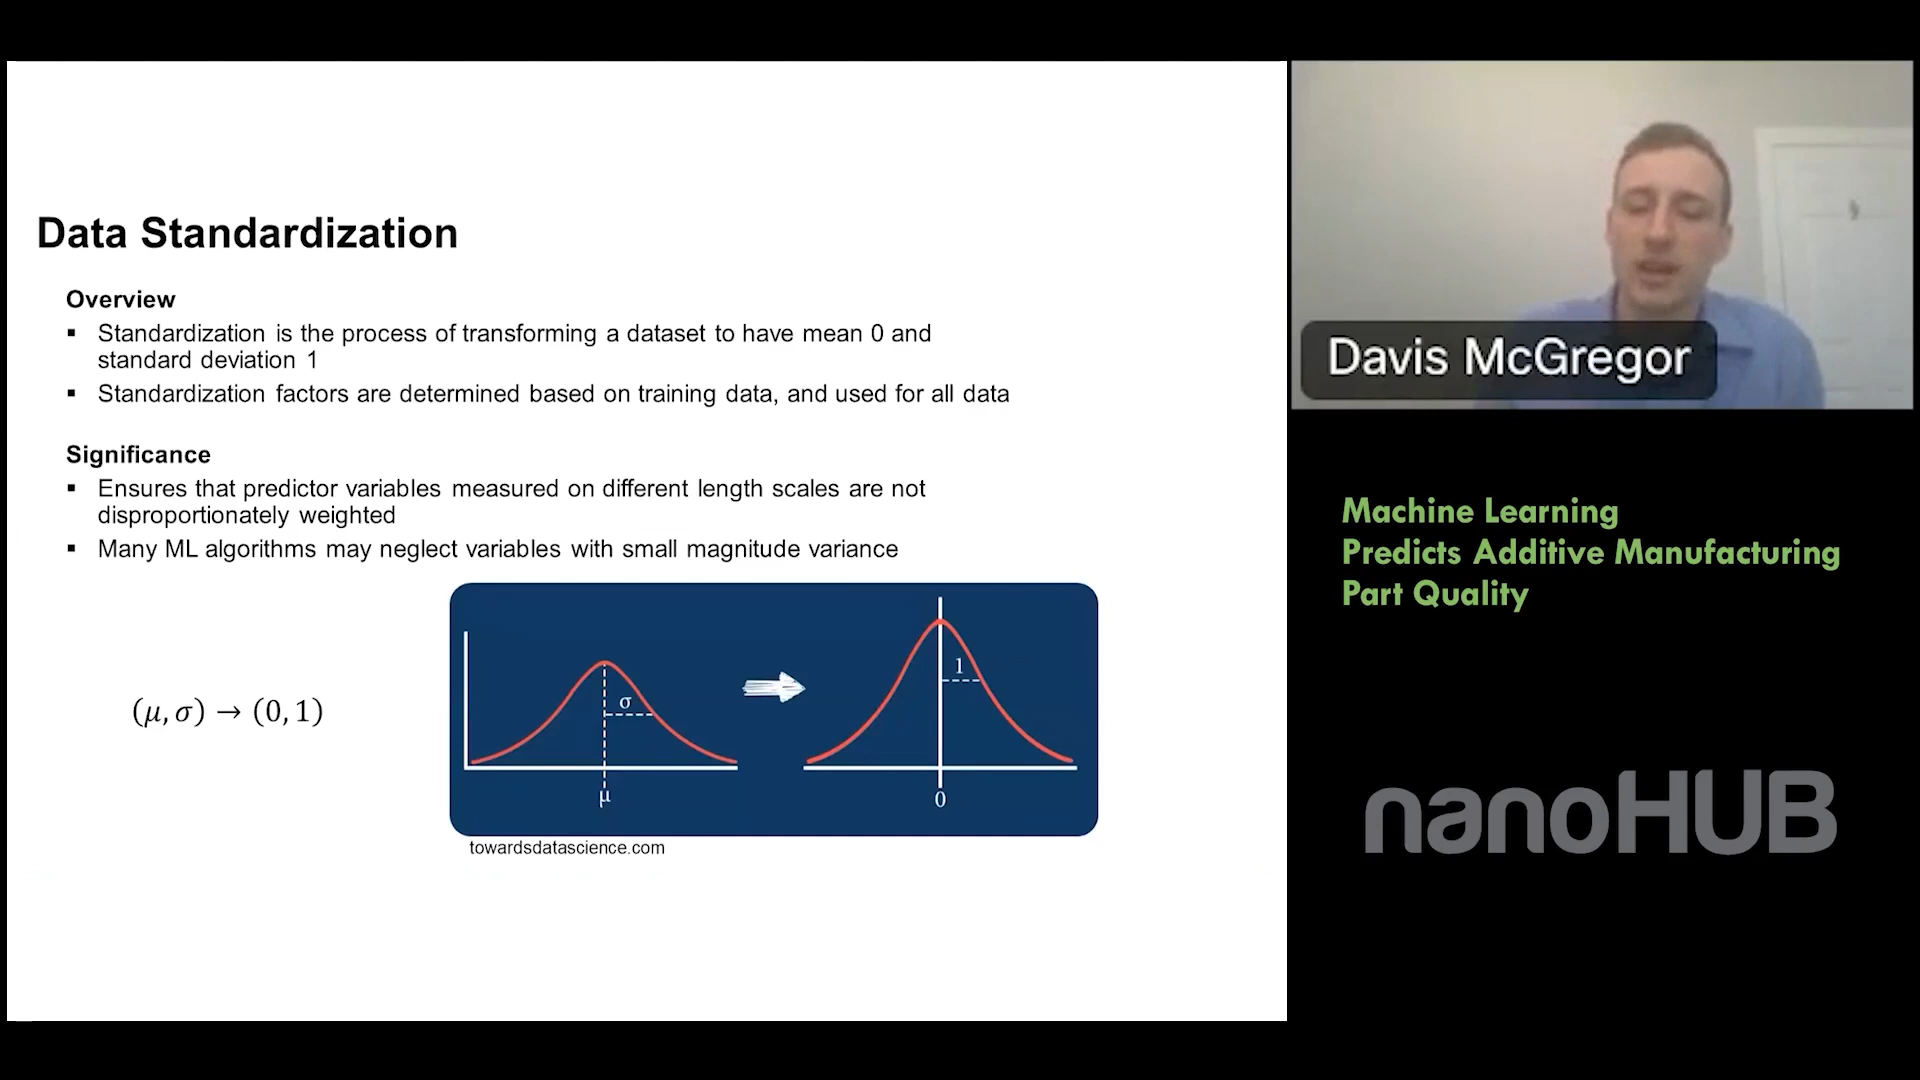 Data Standardization
Overview
▪ Standardization is the process of transforming a dataset to have mean 0 and
standard deviation 1
▪ Standardization factors are determined based on training data, and used for all data
Significance
▪ Ensures that predictor variables measured on different length scales are not
disproportionately weighted
▪ Many ML algorithms may neglect variables with small magnitude variance
(μ, σ) → (0, 1)
σ
μ
1
0
towardsdatascience.com
Davis McGregor
Machine Learning
Predicts Additive Manufacturing
Part Quality
nanoHUB